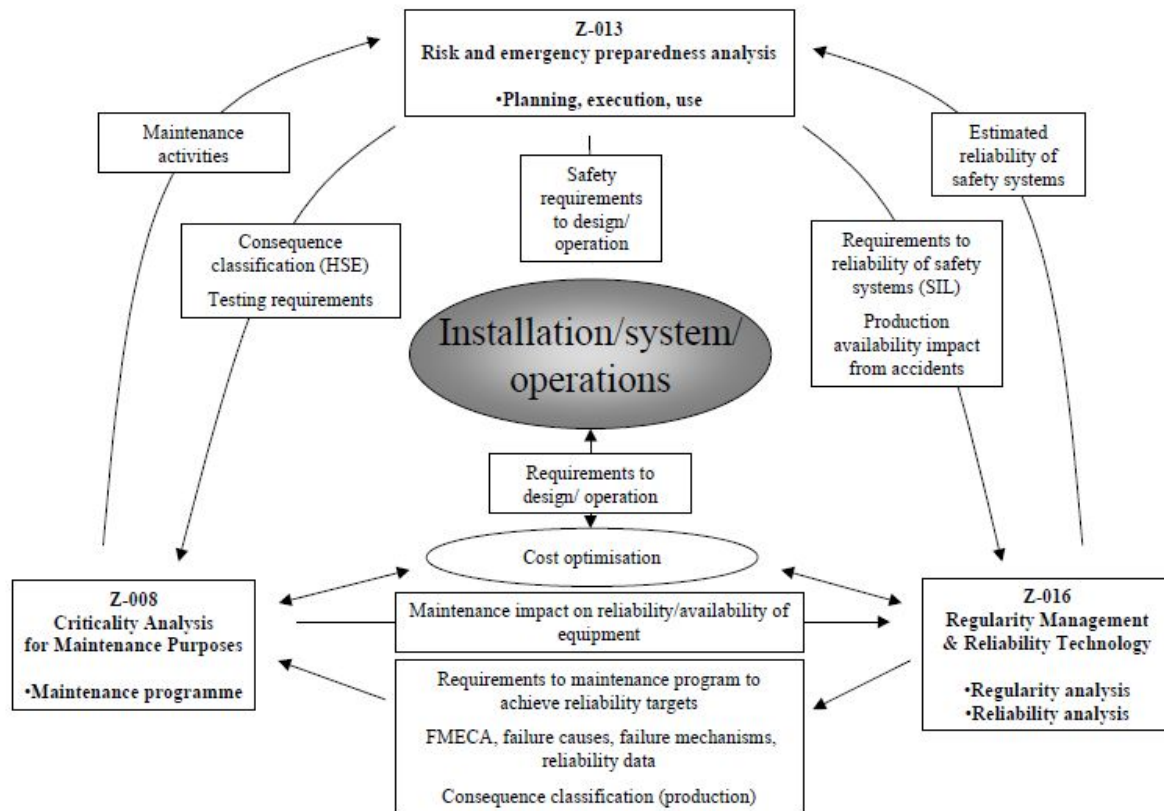 Z-013
Risk and emergency preparedness analysis
•Planning, execution, use
Maintenance
activities
Estimated
reliability of
safety systems
Safety
requirements
to design/
operation
Consequence
classification (HSE)
Testing requirements
Requirements to
reliability of safety
systems (SIL)
Production
availability impact
from accidents
Installation/system/
operations
Requirements to
design/ operation
Cost optimisation
Z-008
Criticality Analysis
for Maintenance Purposes
•Maintenance programme
Maintenance impact on reliability/availability of
equipment
Z-016
Regularity Management
& Reliability Technology
•Regularity analysis
•Reliability analysis
Requirements to maintenance program to
achieve reliability targets
FMECA, failure causes, failure mechanisms,
reliability data
Consequence classification (production)